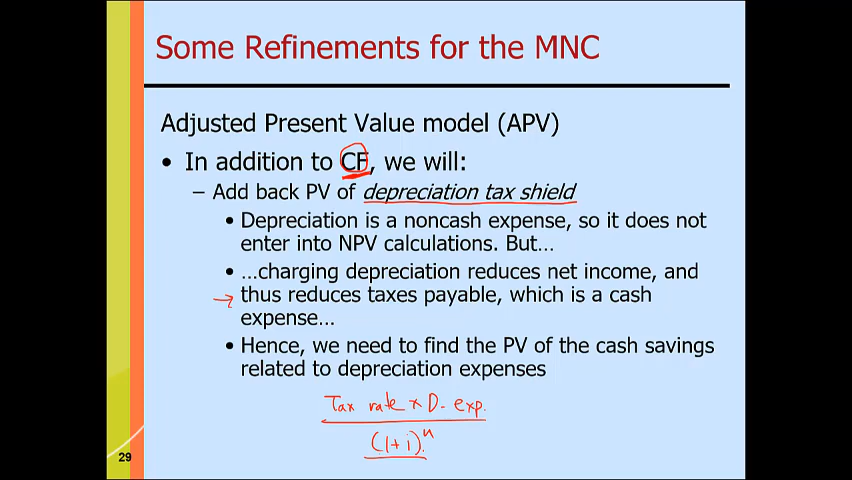 Some Refinements for the MNC
Adjusted Present Value model (APV)
• In addition to CF, we will:
– Add back PV of depreciation tax shield
• Depreciation is a noncash expense, so it does not
enter into NPV calculations. But…
• …charging depreciation reduces net income, and
thus reduces taxes payable, which is a cash
expense…
• Hence, we need to find the PV of the cash savings
related to depreciation expenses
Tax rate × D- exp.
(1+i)^n
29